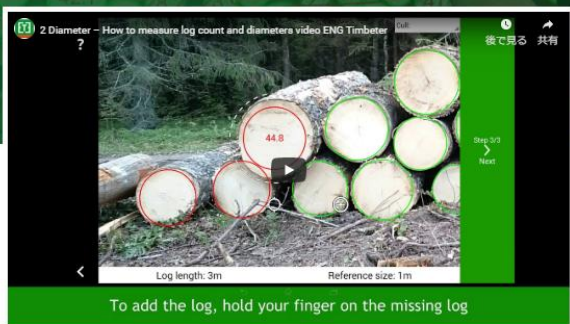 2 Diameter – How to measure log count and diameters video ENG Timbeter
Cull:
後で見る 共有
?
44.8
Step 3/3
Next
Log length: 3m
Reference size: 1m
To add the log, hold your finger on the missing log